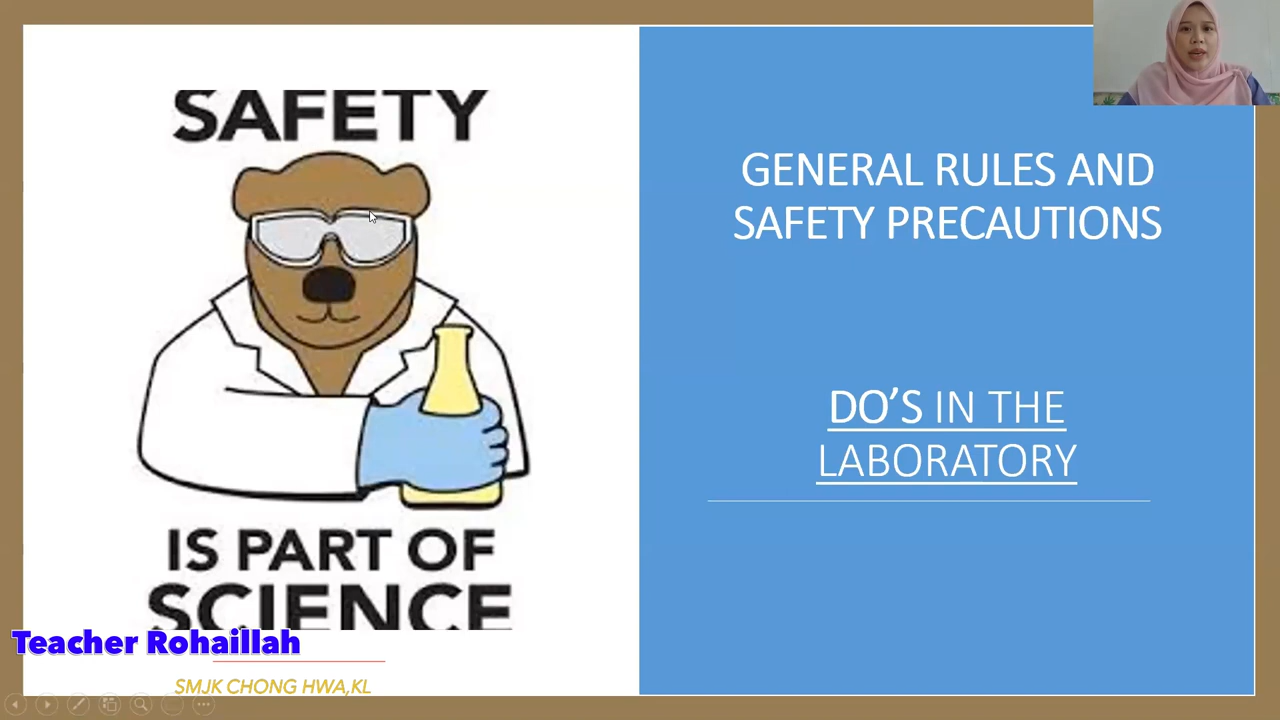 SAFETY
IS PART OF
SCIENCE
Teacher Rohaillah
SMJK CHONG HWA,KL
GENERAL RULES AND
SAFETY PRECAUTIONS
DO'S IN THE
LABORATORY